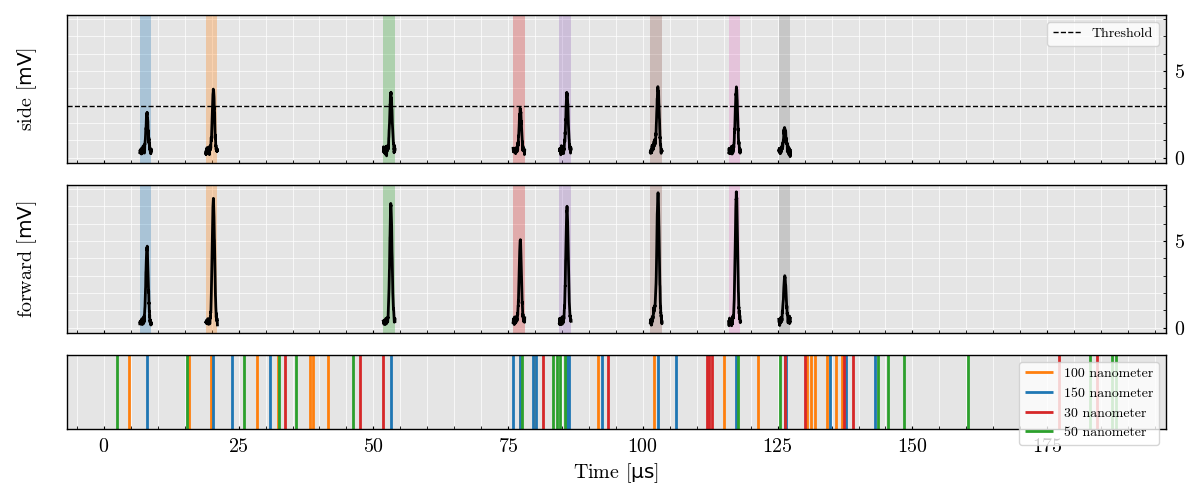 side [mV]
Threshold
5
0
forward [mV]
5
0
100 nanometer
150 nanometer
30 nanometer
50 nanometer
0 25 50 75 100 125 150 175
Time [µs]